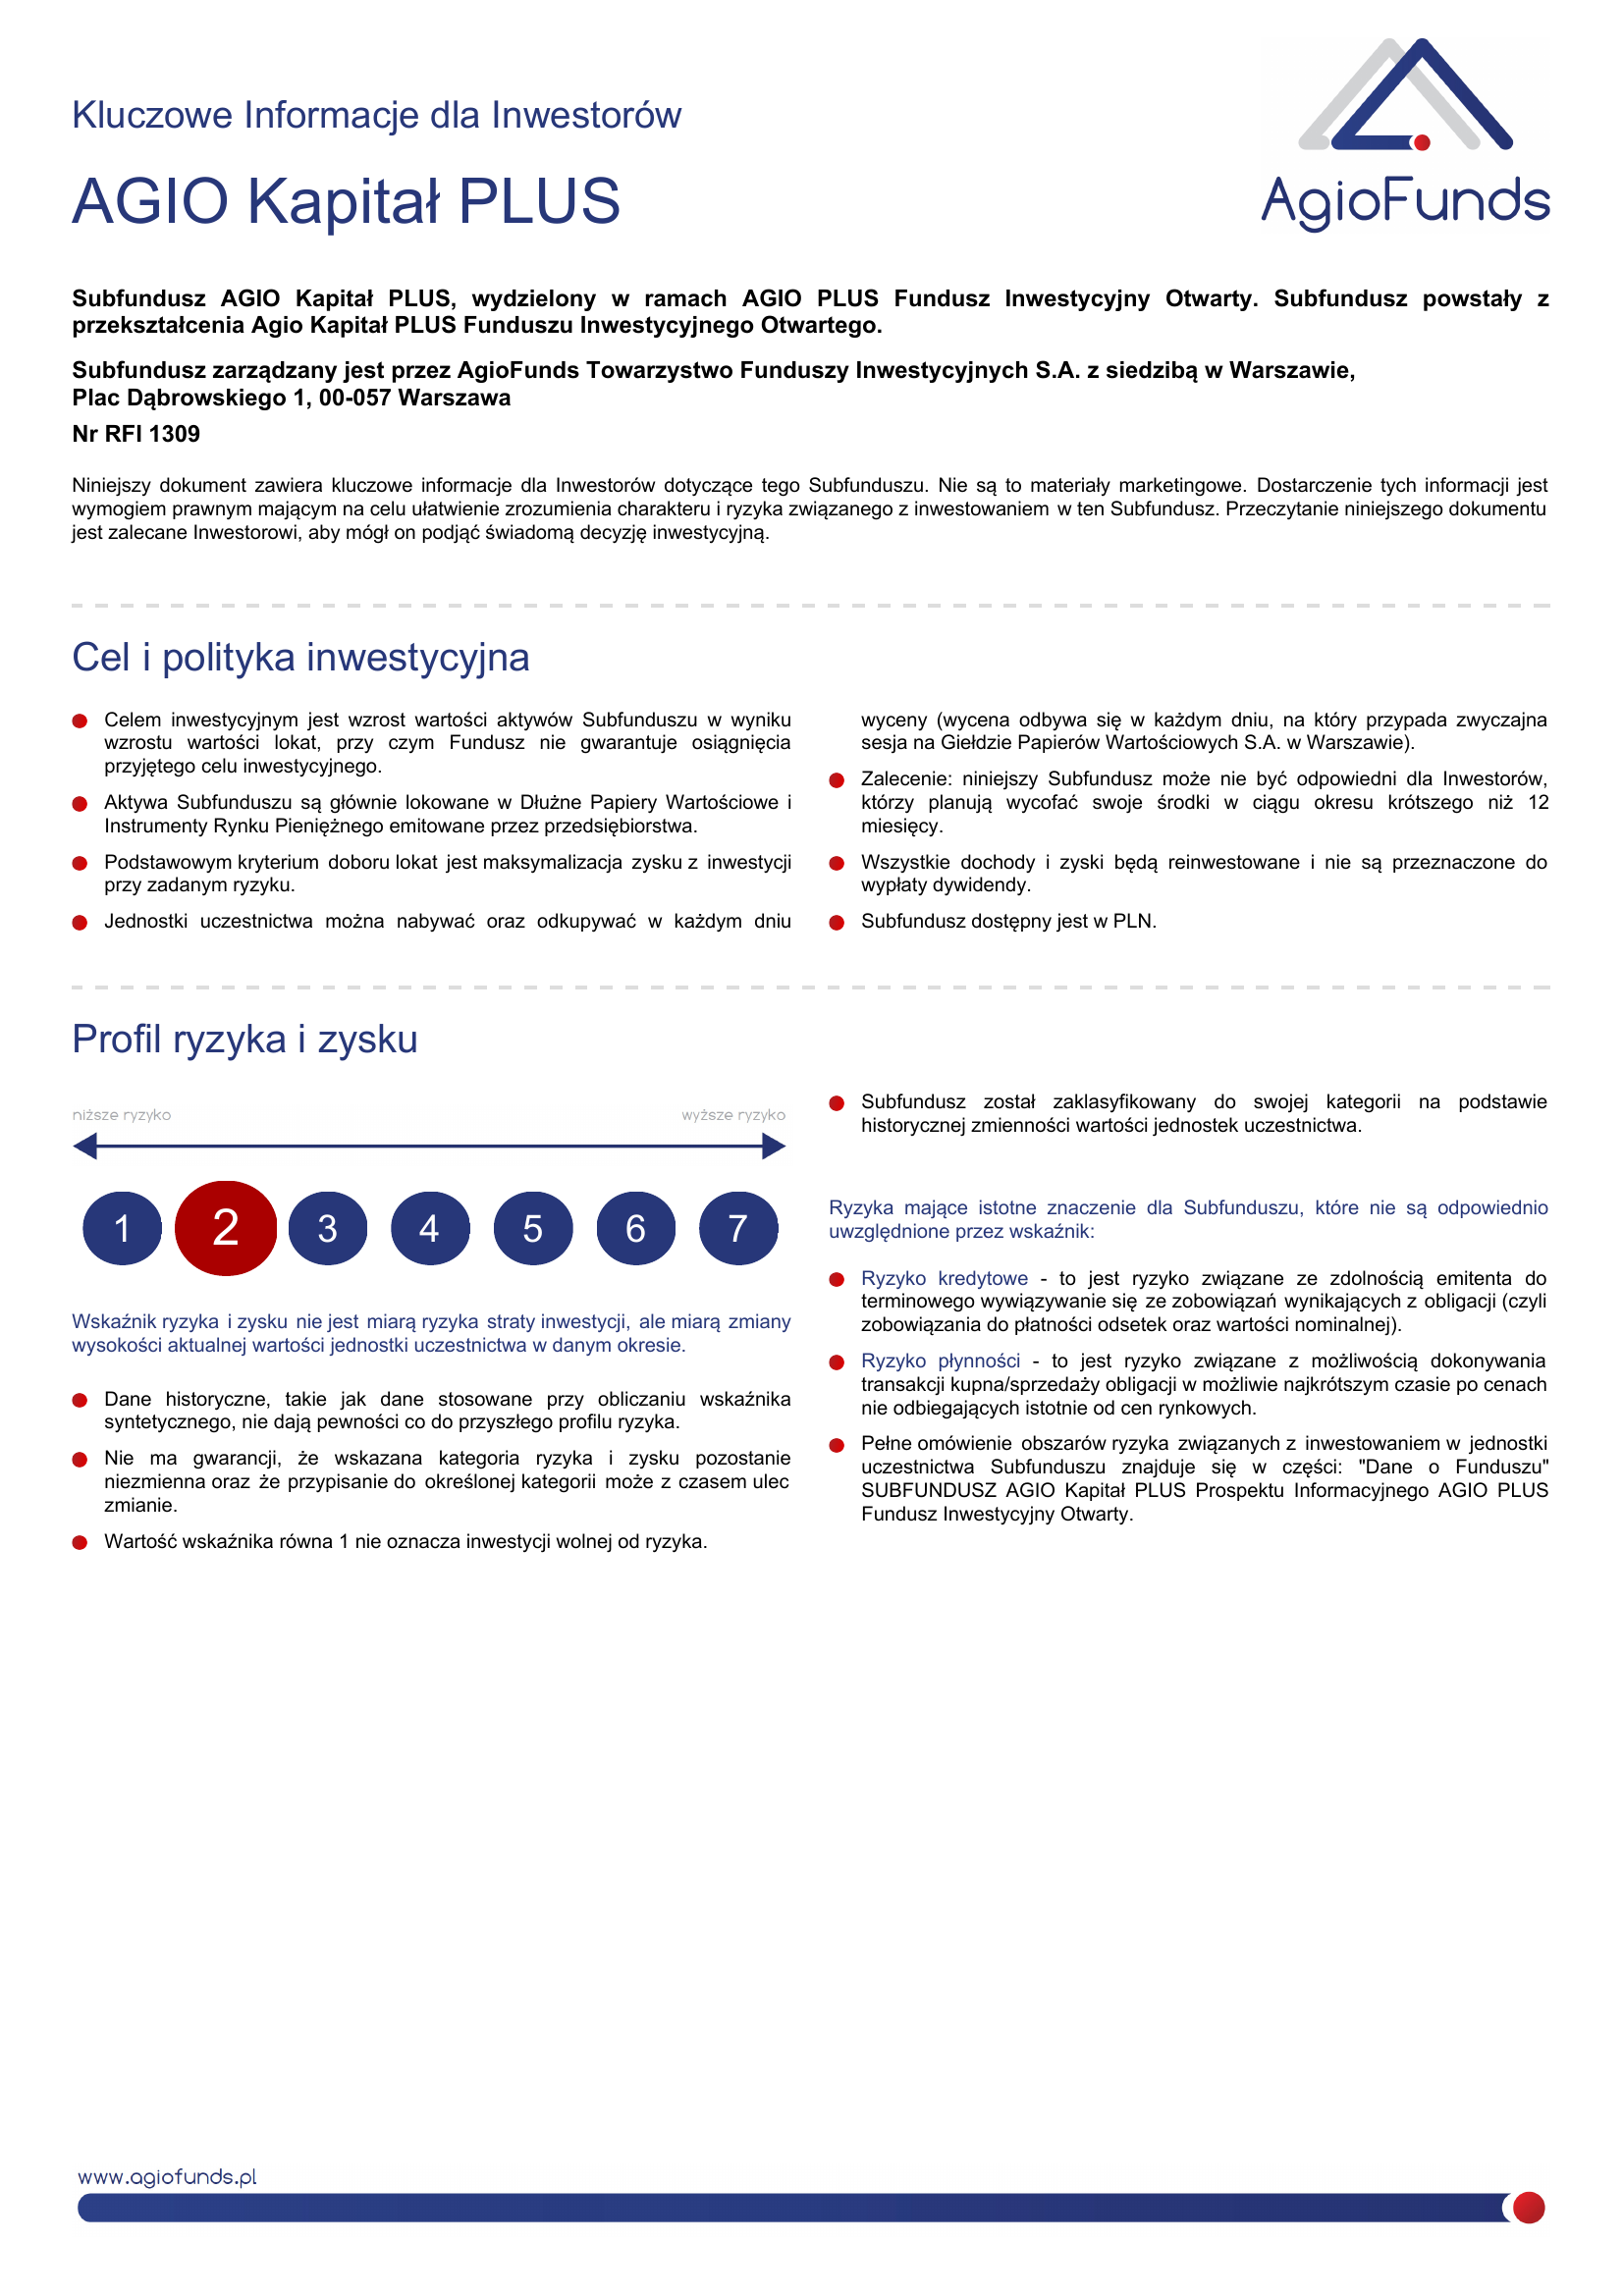 Kluczowe Informacje dla Inwestorów
AGIO Kapitał PLUS
AgioFunds
Subfundusz AGIO Kapitał PLUS, wydzielony w ramach AGIO PLUS Fundusz Inwestycyjny Otwarty. Subfundusz powstały z
przekształcenia Agio Kapitał PLUS Funduszu Inwestycyjnego Otwartego.
Subfundusz zarządzany jest przez AgioFunds Towarzystwo Funduszy Inwestycyjnych S.A. z siedzibą w Warszawie,
Plac Dąbrowskiego 1, 00-057 Warszawa
Nr RFI 1309
Niniejszy dokument zawiera kluczowe informacje dla Inwestorów dotyczące tego Subfunduszu. Nie są to materiały marketingowe. Dostarczenie tych informacji jest
wymogiem prawnym mającym na celu ułatwienie zrozumienia charakteru i ryzyka związanego z inwestowaniem w ten Subfundusz. Przeczytanie niniejszego dokumentu
jest zalecane Inwestorowi, aby mógł on podjąć świadomą decyzję inwestycyjną.
Cel i polityka inwestycyjna
Celem inwestycyjnym jest wzrost wartości aktywów Subfunduszu w wyniku
wzrostu wartości lokat, przy czym Fundusz nie gwarantuje osiągnięcia
przyjętego celu inwestycyjnego.
Aktywa Subfunduszu są głównie lokowane w Dłużne Papiery Wartościowe i
Instrumenty Rynku Pieniężnego emitowane przez przedsiębiorstwa.
Podstawowym kryterium doboru lokat jest maksymalizacja zysku z inwestycji
przy zadanym ryzyku.
Jednostki uczestnictwa można nabywać oraz odkupywać w każdym dniu
wyceny (wycena odbywa się w każdym dniu, na który przypada zwyczajna
sesja na Giełdzie Papierów Wartościowych S.A. w Warszawie).
Zalecenie: niniejszy Subfundusz może nie być odpowiedni dla Inwestorów,
którzy planują wycofać swoje środki w ciągu okresu krótszego niż 12
miesięcy.
Wszystkie dochody i zyski będą reinwestowane i nie są przeznaczone do
wypłaty dywidendy.
Subfundusz dostępny jest w PLN.
Profil ryzyka i zysku
niższe ryzyko wyższe ryzyko
1 2 3 4 5 6 7
Wskaźnik ryzyka i zysku nie jest miarą ryzyka straty inwestycji, ale miarą zmiany
wysokości aktualnej wartości jednostki uczestnictwa w danym okresie.
Dane historyczne, takie jak dane stosowane przy obliczaniu wskaźnika
syntetycznego, nie dają pewności co do przyszłego profilu ryzyka.
Nie ma gwarancji, że wskazana kategoria ryzyka i zysku pozostanie
niezmienna oraz że przypisanie do określonej kategorii może z czasem ulec
zmianie.
Wartość wskaźnika równa 1 nie oznacza inwestycji wolnej od ryzyka.
Subfundusz został zaklasyfikowany do swojej kategorii na podstawie
historycznej zmienności wartości jednostek uczestnictwa.
Ryzyka mające istotne znaczenie dla Subfunduszu, które nie są odpowiednio
uwzględnione przez wskaźnik:
Ryzyko kredytowe - to jest ryzyko związane ze zdolnością emitenta do
terminowego wywiązywanie się ze zobowiązań wynikających z obligacji (czyli
zobowiązania do płatności odsetek oraz wartości nominalnej).
Ryzyko płynności - to jest ryzyko związane z możliwością dokonywania
transakcji kupna/sprzedaży obligacji w możliwie najkrótszym czasie po cenach
nie odbiegających istotnie od cen rynkowych.
Pełne omówienie obszarów ryzyka związanych z inwestowaniem w jednostki
uczestnictwa Subfunduszu znajduje się w części: "Dane o Funduszu"
SUBFUNDUSZ AGIO Kapitał PLUS Prospektu Informacyjnego AGIO PLUS
Fundusz Inwestycyjny Otwarty.
www.agiofunds.pl